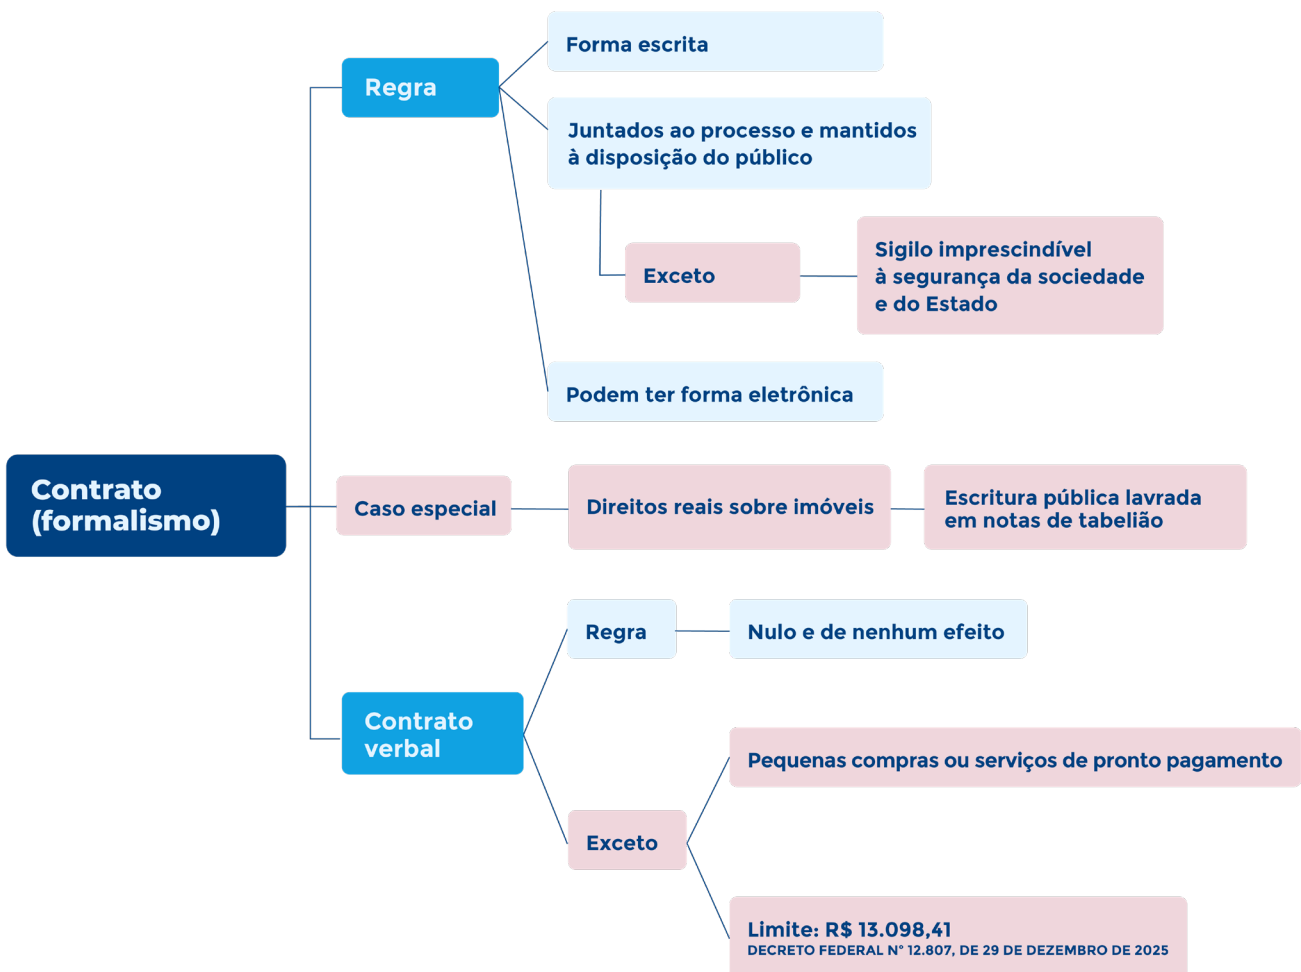 Forma escrita
Regra
Juntados ao processo e mantidos
à disposição do público
Sigilo imprescindível
à segurança da sociedade
e do Estado
Exceto
Podem ter forma eletrônica
Contrato
(formalismo)
Caso especial
Direitos reais sobre imóveis
Escritura pública lavrada
em notas de tabelião
Regra
Nulo e de nenhum efeito
Contrato
verbal
Pequenas compras ou serviços de pronto pagamento
Exceto
Limite: R$ 13.098,41
DECRETO FEDERAL N° 12.807, DE 29 DE DEZEMBRO DE 2025